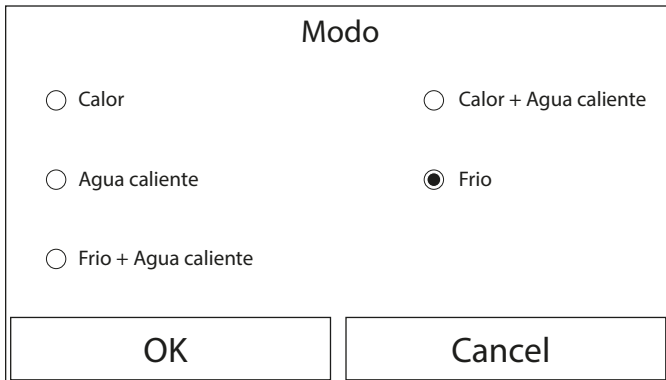 Modo
Calor
Calor + Agua caliente
Agua caliente
Frio
Frio + Agua caliente
OK
Cancel